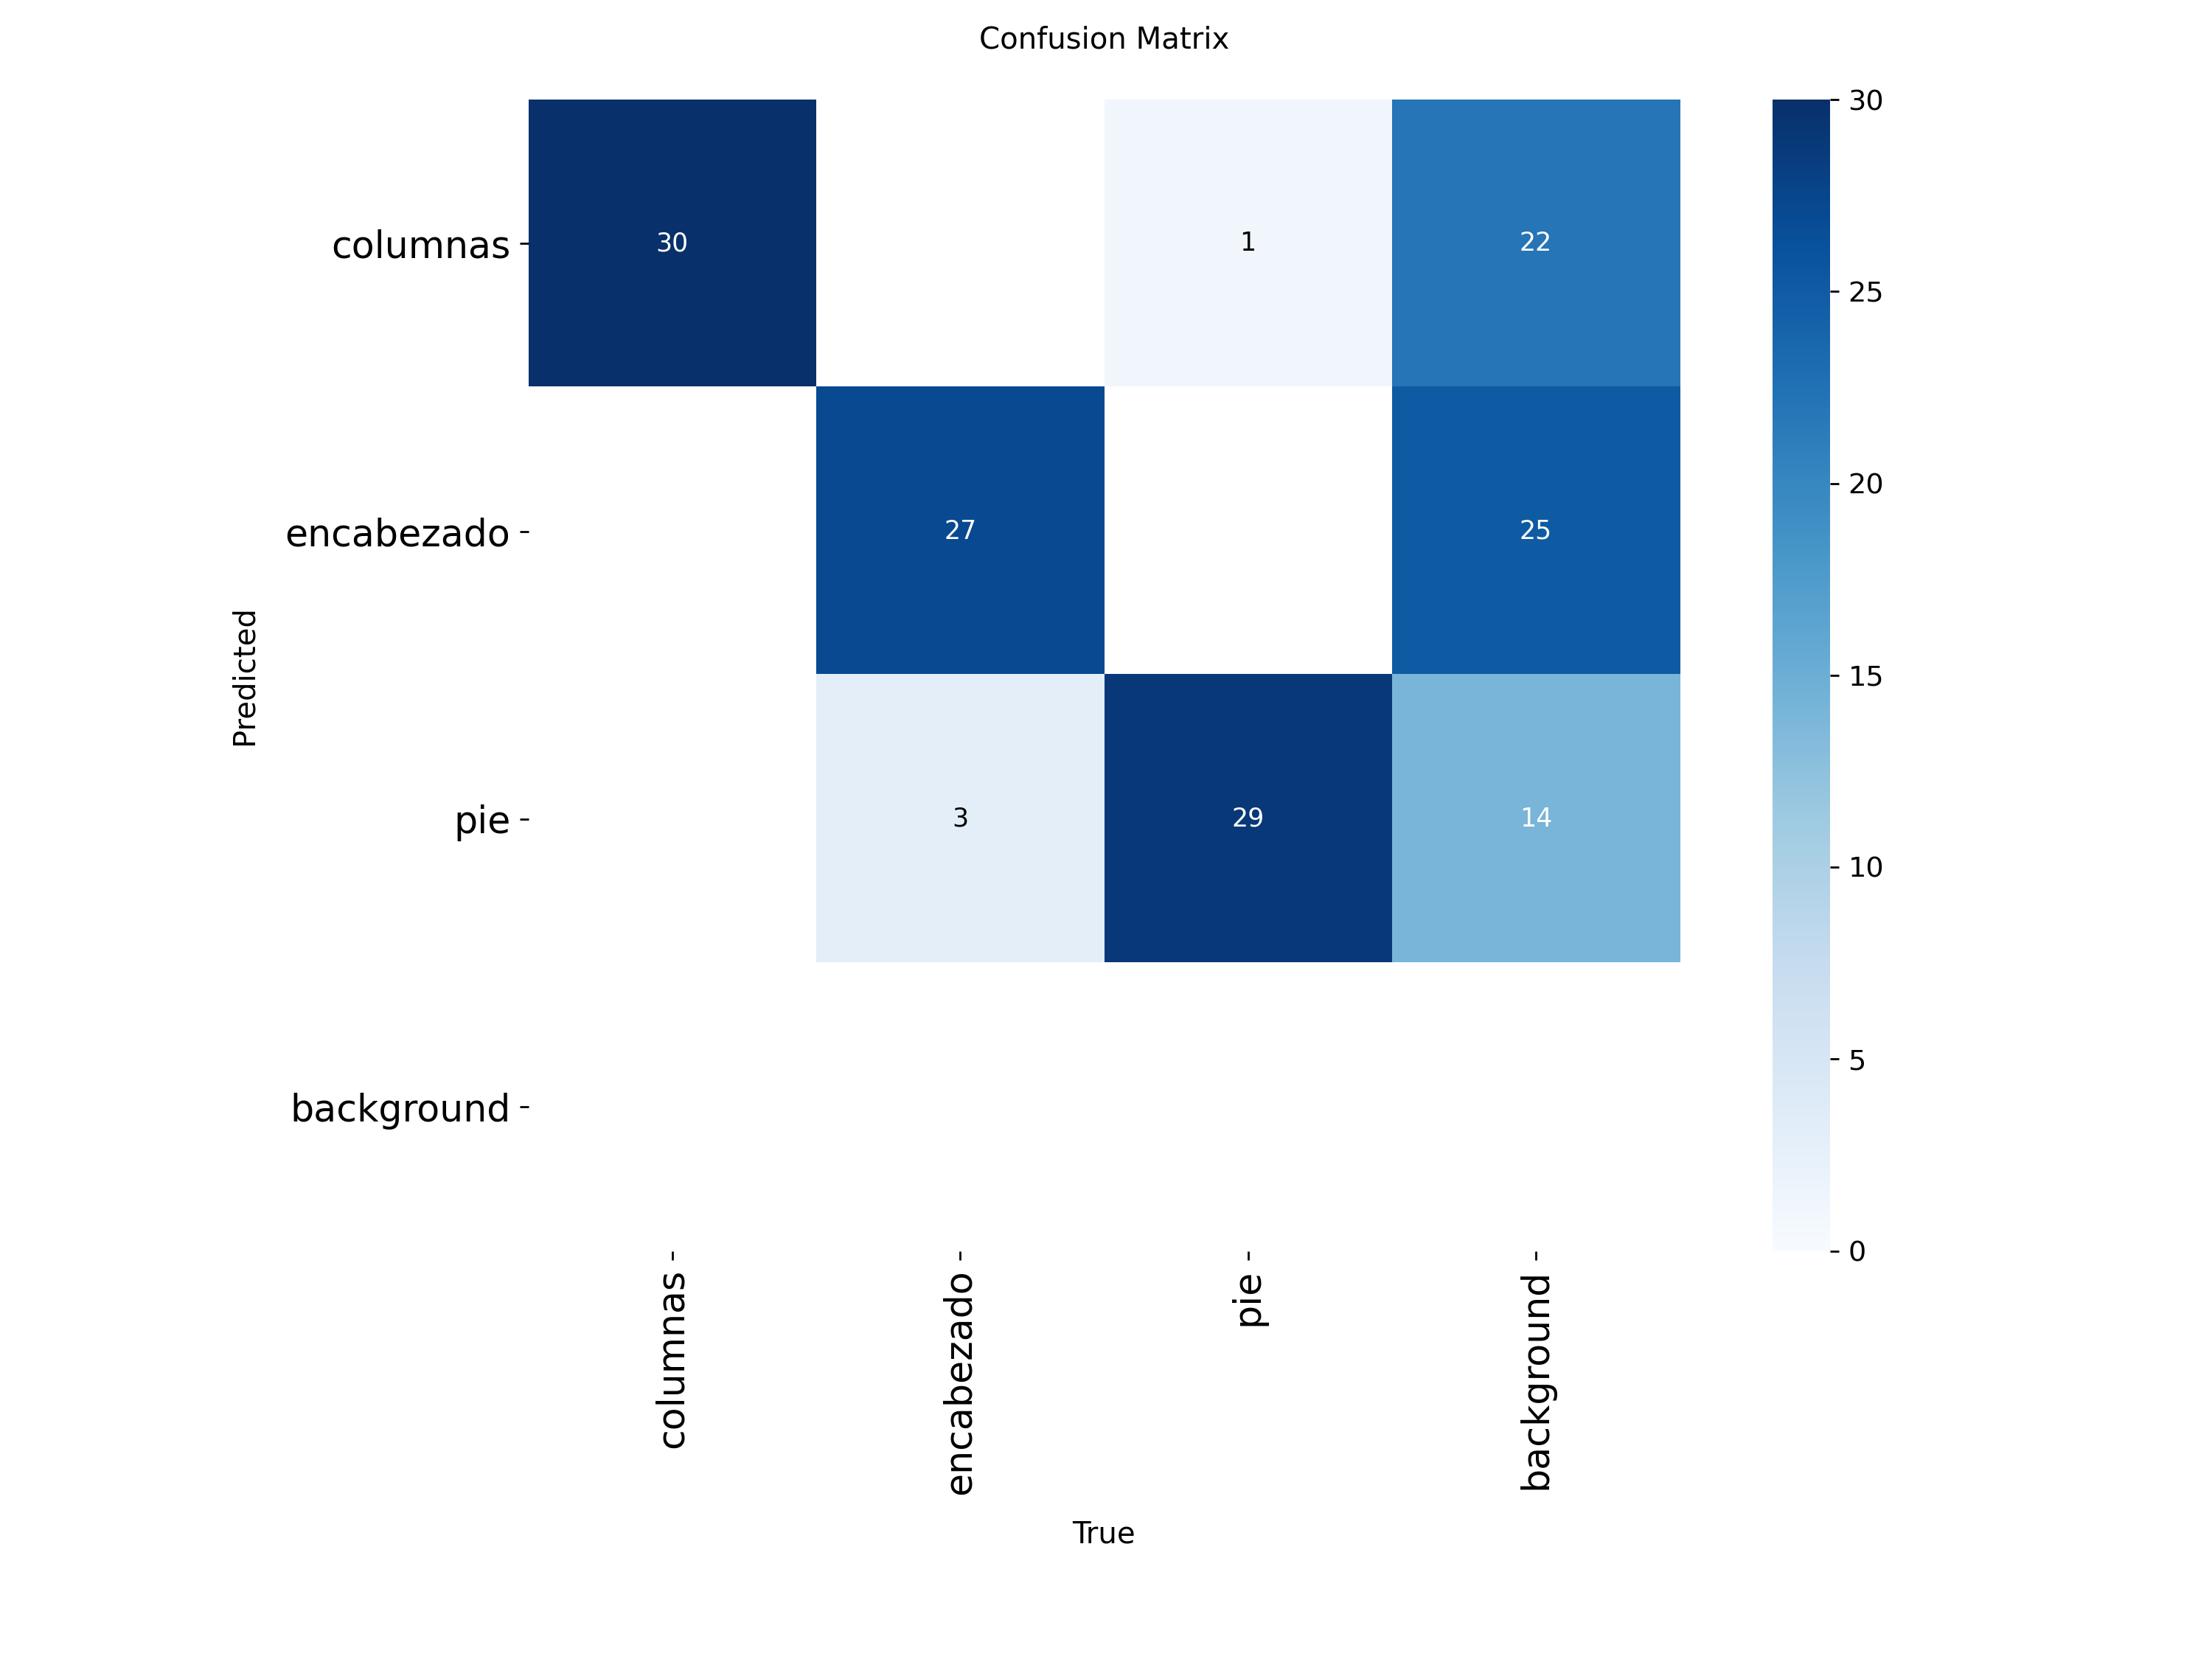 Confusion Matrix
columnas
30
1
22
encabezado
27
25
pie
3
29
14
background
Predicted
columnas
encabezado
pie
background
True
30
25
20
15
10
5
0